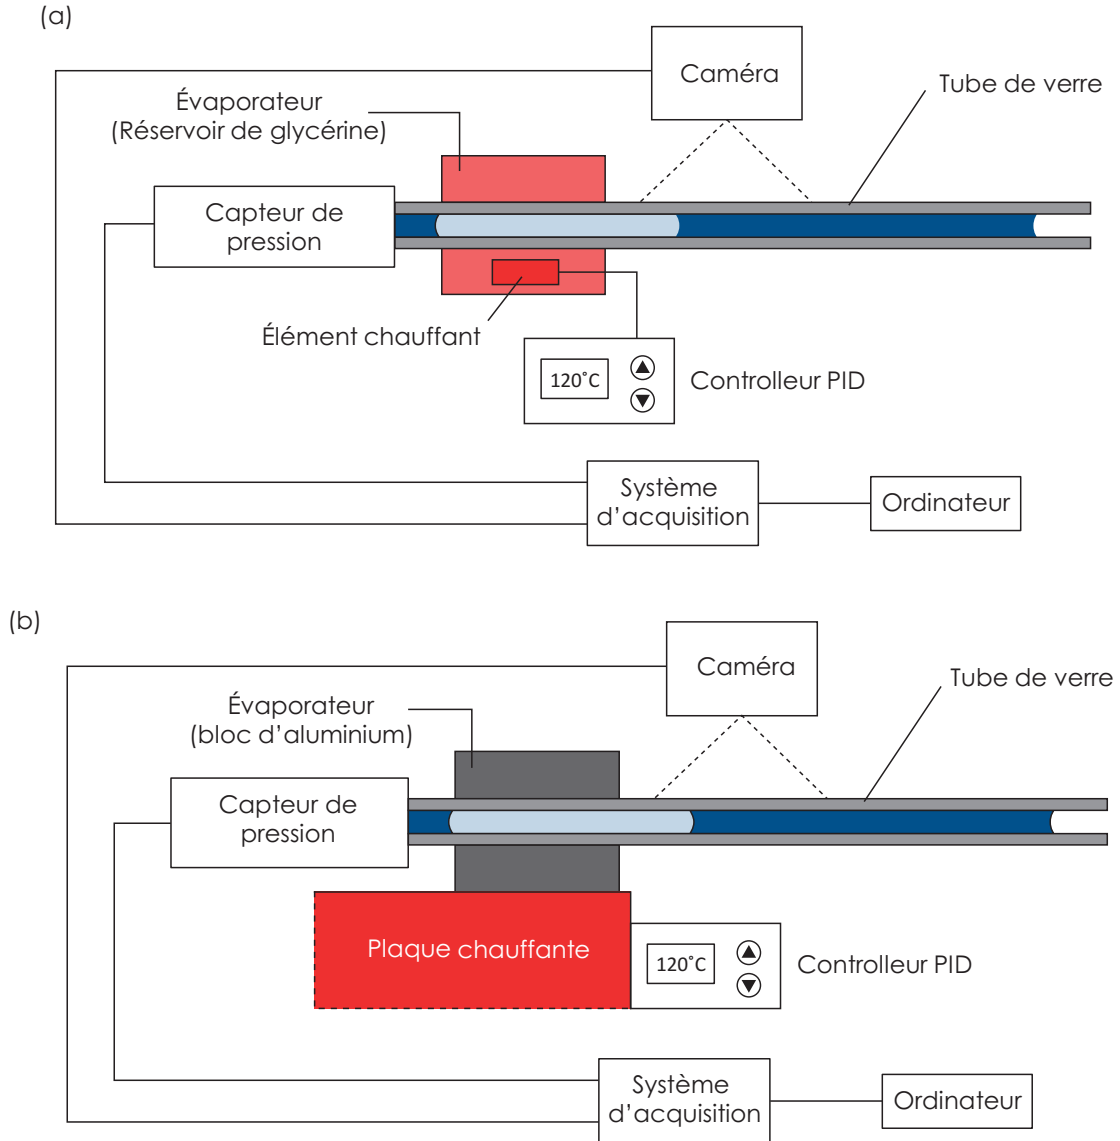 (a)
Caméra
Tube de verre
Évaporateur
(Réservoir de glycérine)
Capteur de
pression
Élément chauffant
120˚C
Controlleur PID
Système
d'acquisition
Ordinateur
(b)
Caméra
Tube de verre
Évaporateur
(bloc d'aluminium)
Capteur de
pression
Plaque chauffante
120˚C
Controlleur PID
Système
d'acquisition
Ordinateur